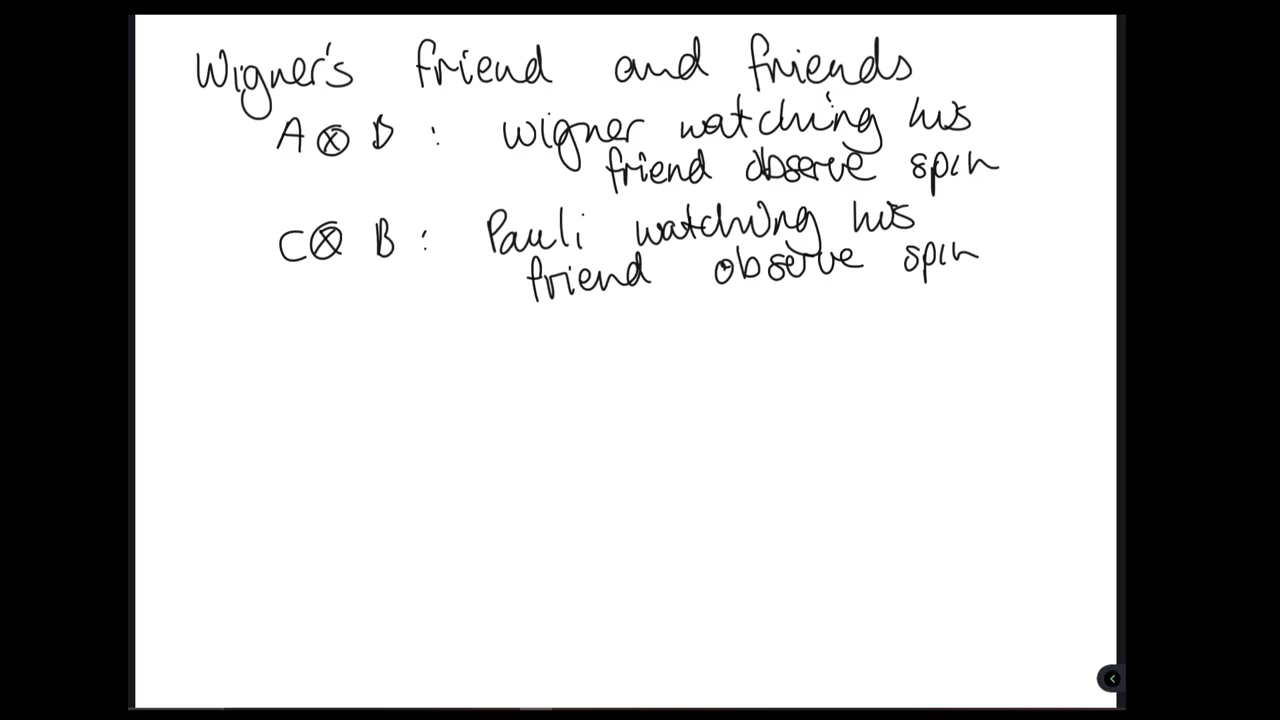 Wigner's friend and friends
A ⊗ B : Wigner watching his
friend observe spin
C ⊗ B : Pauli watching his
friend observe spin